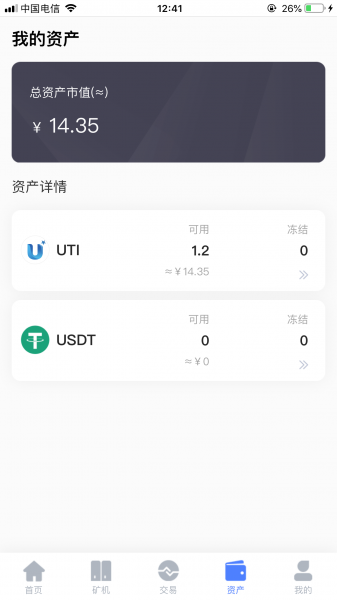 中国电信 12:41 26%
我的资产
总资产市值(≈)
¥ 14.35
资产详情
可用 冻结
UTI 1.2 0
≈¥14.35
可用 冻结
USDT 0 0
≈¥0
首页 矿机 交易 资产 我的